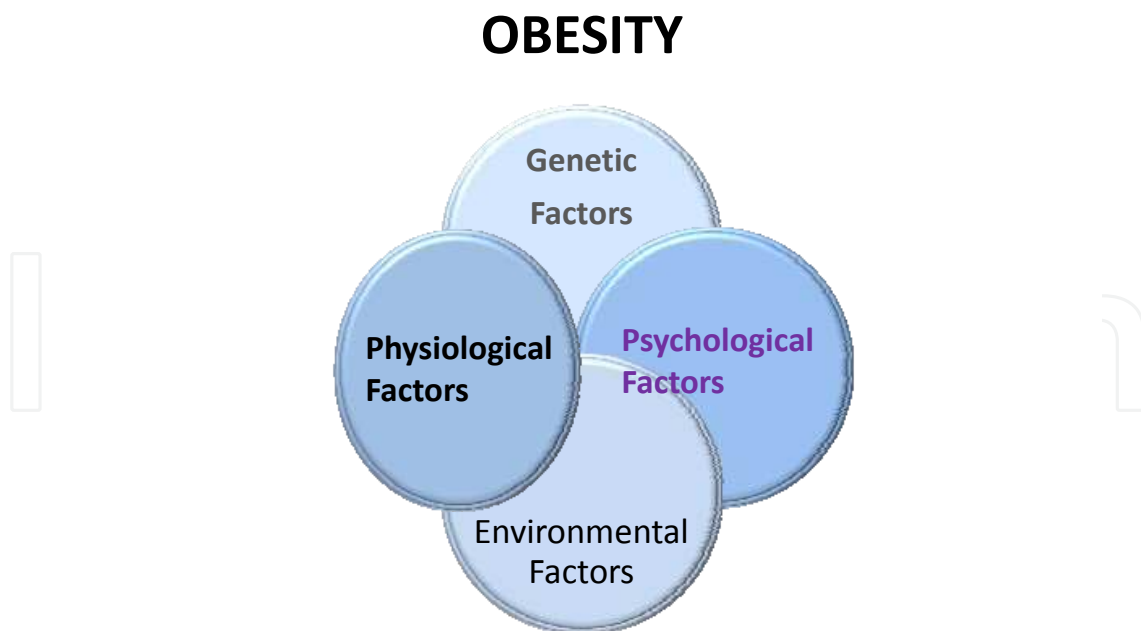 OBESITY
Genetic
Factors
Physiological
Factors
Psychological
Factors
Environmental
Factors